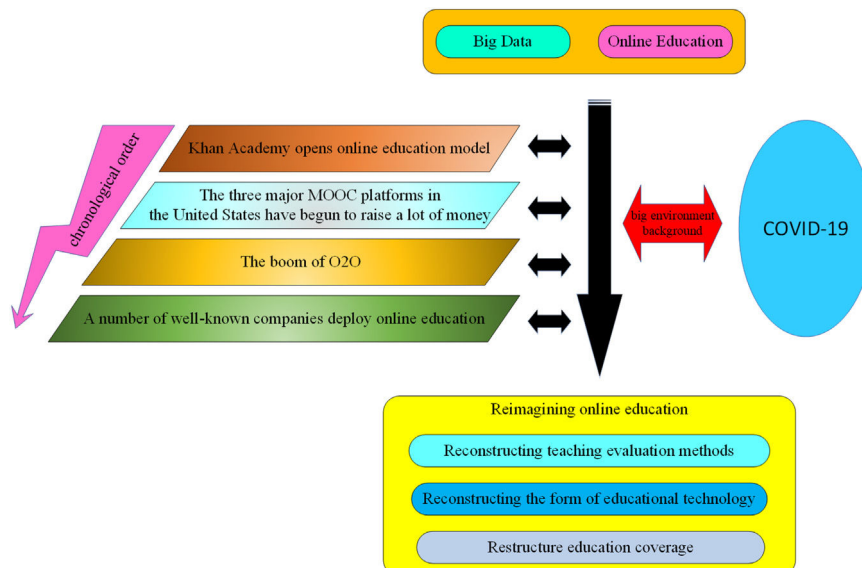 Big Data
Online Education
chronological order
Khan Academy opens online education model
The three major MOOC platforms in
the United States have begun to raise a lot of money
The boom of O2O
A number of well-known companies deploy online education
big environment
background
COVID-19
Reimagining online education
Reconstructing teaching evaluation methods
Reconstructing the form of educational technology
Restructure education coverage